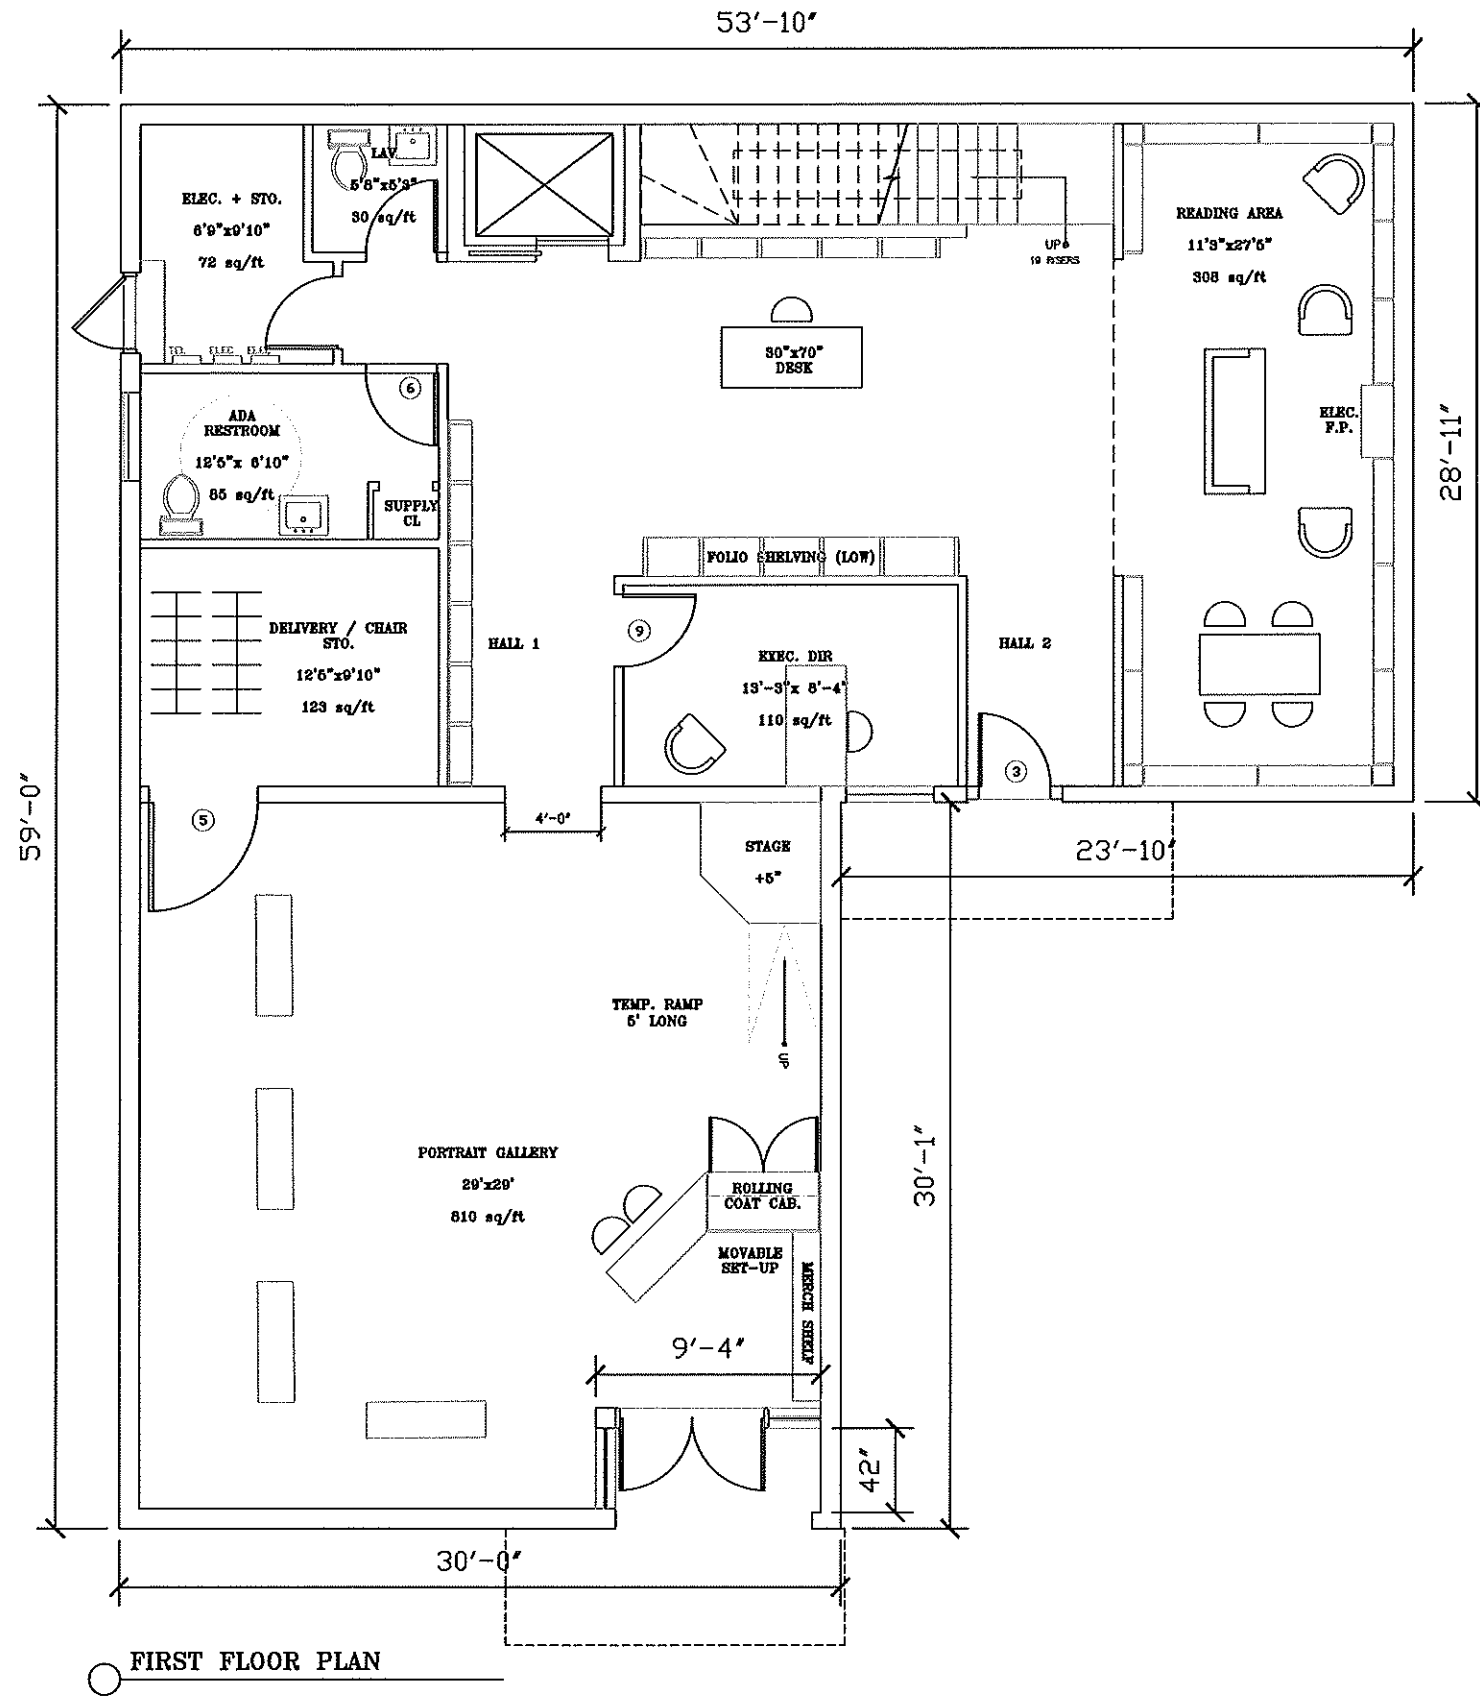 53'-10"
LAV.
5'8"x5'3"
30 sq/ft
ELEC. + STO.
6'9"x9'10"
72 sq/ft
READING AREA
11'3"x27'5"
308 sq/ft
UP
19 RISERS
TEL.
ELEC
ELEC
30"x70"
DESK
6
ADA
RESTROOM
12'5"x 6'10"
85 sq/ft
SUPPLY
CL
ELEC.
F.P.
28'-11"
FOLIO SHELVING (LOW)
DELIVERY / CHAIR
STO.
12'5"x9'10"
123 sq/ft
HALL 1
9
EXEC. DIR
13'-3"x 8'-4"
110 sq/ft
HALL 2
3
59'-0"
5
4'-0"
STAGE
+5"
23'-10"
TEMP. RAMP
5' LONG
UP
PORTRAIT GALLERY
29'x29'
810 sq/ft
ROLLING
COAT CAB.
MOVABLE
SET-UP
MERCH SHELF
30'-1"
9'-4"
42"
30'-0"
FIRST FLOOR PLAN